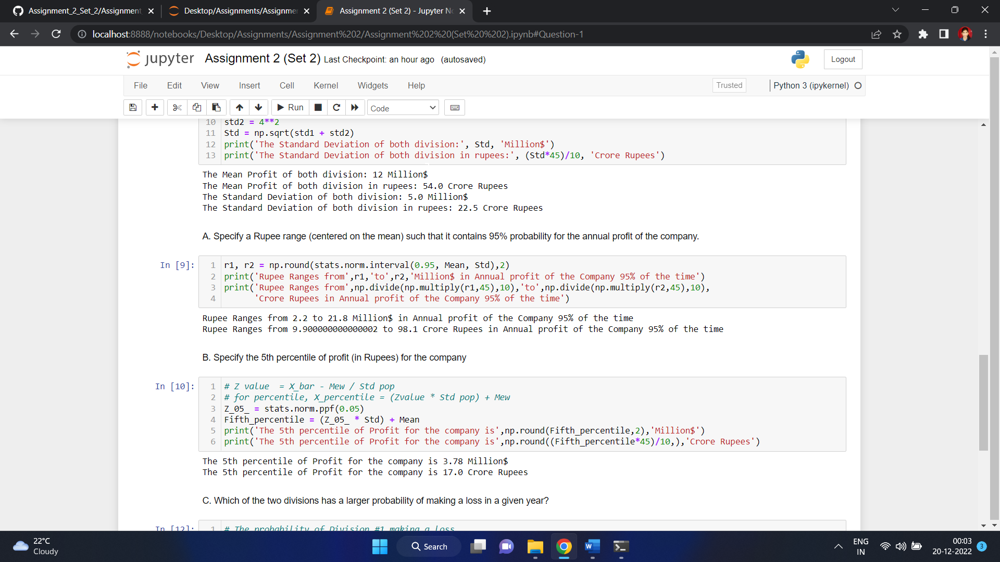 Assignment_2_Set_2/Assignment
Desktop/Assignments/Assignme
Assignment 2 (Set 2) - Jupyter No
localhost:8888/notebooks/Desktop/Assignments/Assignment%202/Assignment%202%20(Set%20%202).ipynb#Question-1
jupyter
Assignment 2 (Set 2) Last Checkpoint: an hour ago (autosaved)
Logout
File Edit View Insert Cell Kernel Widgets Help
Trusted
Python 3 (ipykernel)
Run
Code
10 std2 = 4**2
11 Std = np.sqrt(std1 + std2)
12 print('The Standard Deviation of both division:', Std, 'Million$')
13 print('The Standard Deviation of both division in rupees:', (Std*45)/10, 'Crore Rupees')
The Mean Profit of both division: 12 Million$
The Mean Profit of both division in rupees: 54.0 Crore Rupees
The Standard Deviation of both division: 5.0 Million$
The Standard Deviation of both division in rupees: 22.5 Crore Rupees
A. Specify a Rupee range (centered on the mean) such that it contains 95% probability for the annual profit of the company.
In [9]:
1 r1, r2 = np.round(stats.norm.interval(0.95, Mean, Std),2)
2 print('Rupee Ranges from',r1,'to',r2,'Million$ in Annual profit of the Company 95% of the time')
3 print('Rupee Ranges from',np.divide(np.multiply(r1,45),10),'to',np.divide(np.multiply(r2,45),10),
4 'Crore Rupees in Annual profit of the Company 95% of the time')
Rupee Ranges from 2.2 to 21.8 Million$ in Annual profit of the Company 95% of the time
Rupee Ranges from 9.900000000000002 to 98.1 Crore Rupees in Annual profit of the Company 95% of the time
B. Specify the 5th percentile of profit (in Rupees) for the company
In [10]:
1 # Z value = X_bar - Mew / Std pop
2 # for percentile, X_percentile = (Zvalue * Std pop) + Mew
3 Z_05_ = stats.norm.ppf(0.05)
4 Fifth_percentile = (Z_05_ * Std) + Mean
5 print('The 5th percentile of Profit for the company is',np.round(Fifth_percentile,2),'Million$')
6 print('The 5th percentile of Profit for the company is',np.round((Fifth_percentile*45)/10,),'Crore Rupees')
The 5th percentile of Profit for the company is 3.78 Million$
The 5th percentile of Profit for the company is 17.0 Crore Rupees
C. Which of the two divisions has a larger probability of making a loss in a given year?
In [12]:
1 # The probability of Division #1 making a loss
22°C
Cloudy
Search
ENG
IN
00:03
20-12-2022
3